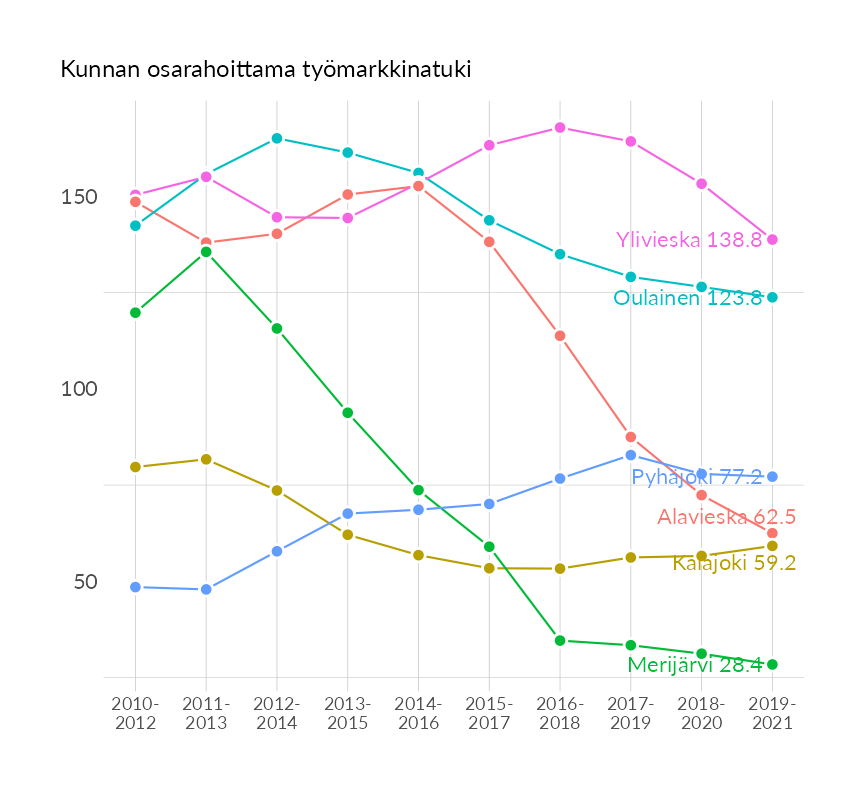 Kunnan osarahoittama työmarkkinatuki
150
100
50
Ylivieska 138.8
Oulainen 123.8
Pyhäjoki 77.2
Alavieska 62.5
Kalajoki 59.2
Merijärvi 28.4
2010- 2011- 2012- 2013- 2014- 2015- 2016- 2017- 2018- 2019-
2012 2013 2014 2015 2016 2017 2018 2019 2020 2021